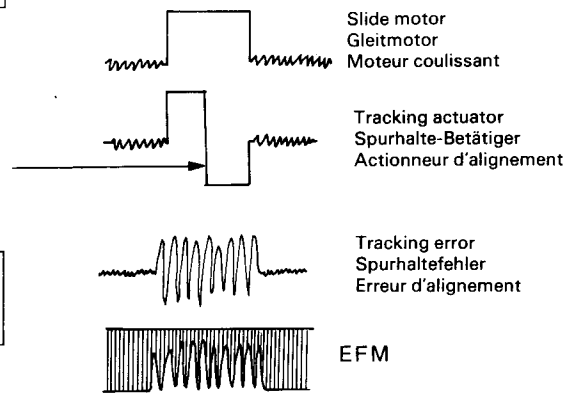 Slide motor
Gleitmotor
Moteur coulissant
Tracking actuator
Spurhalte-Betätiger
Actionneur d'alignement
Tracking error
Spurhaltefehler
Erreur d'alignement
EFM